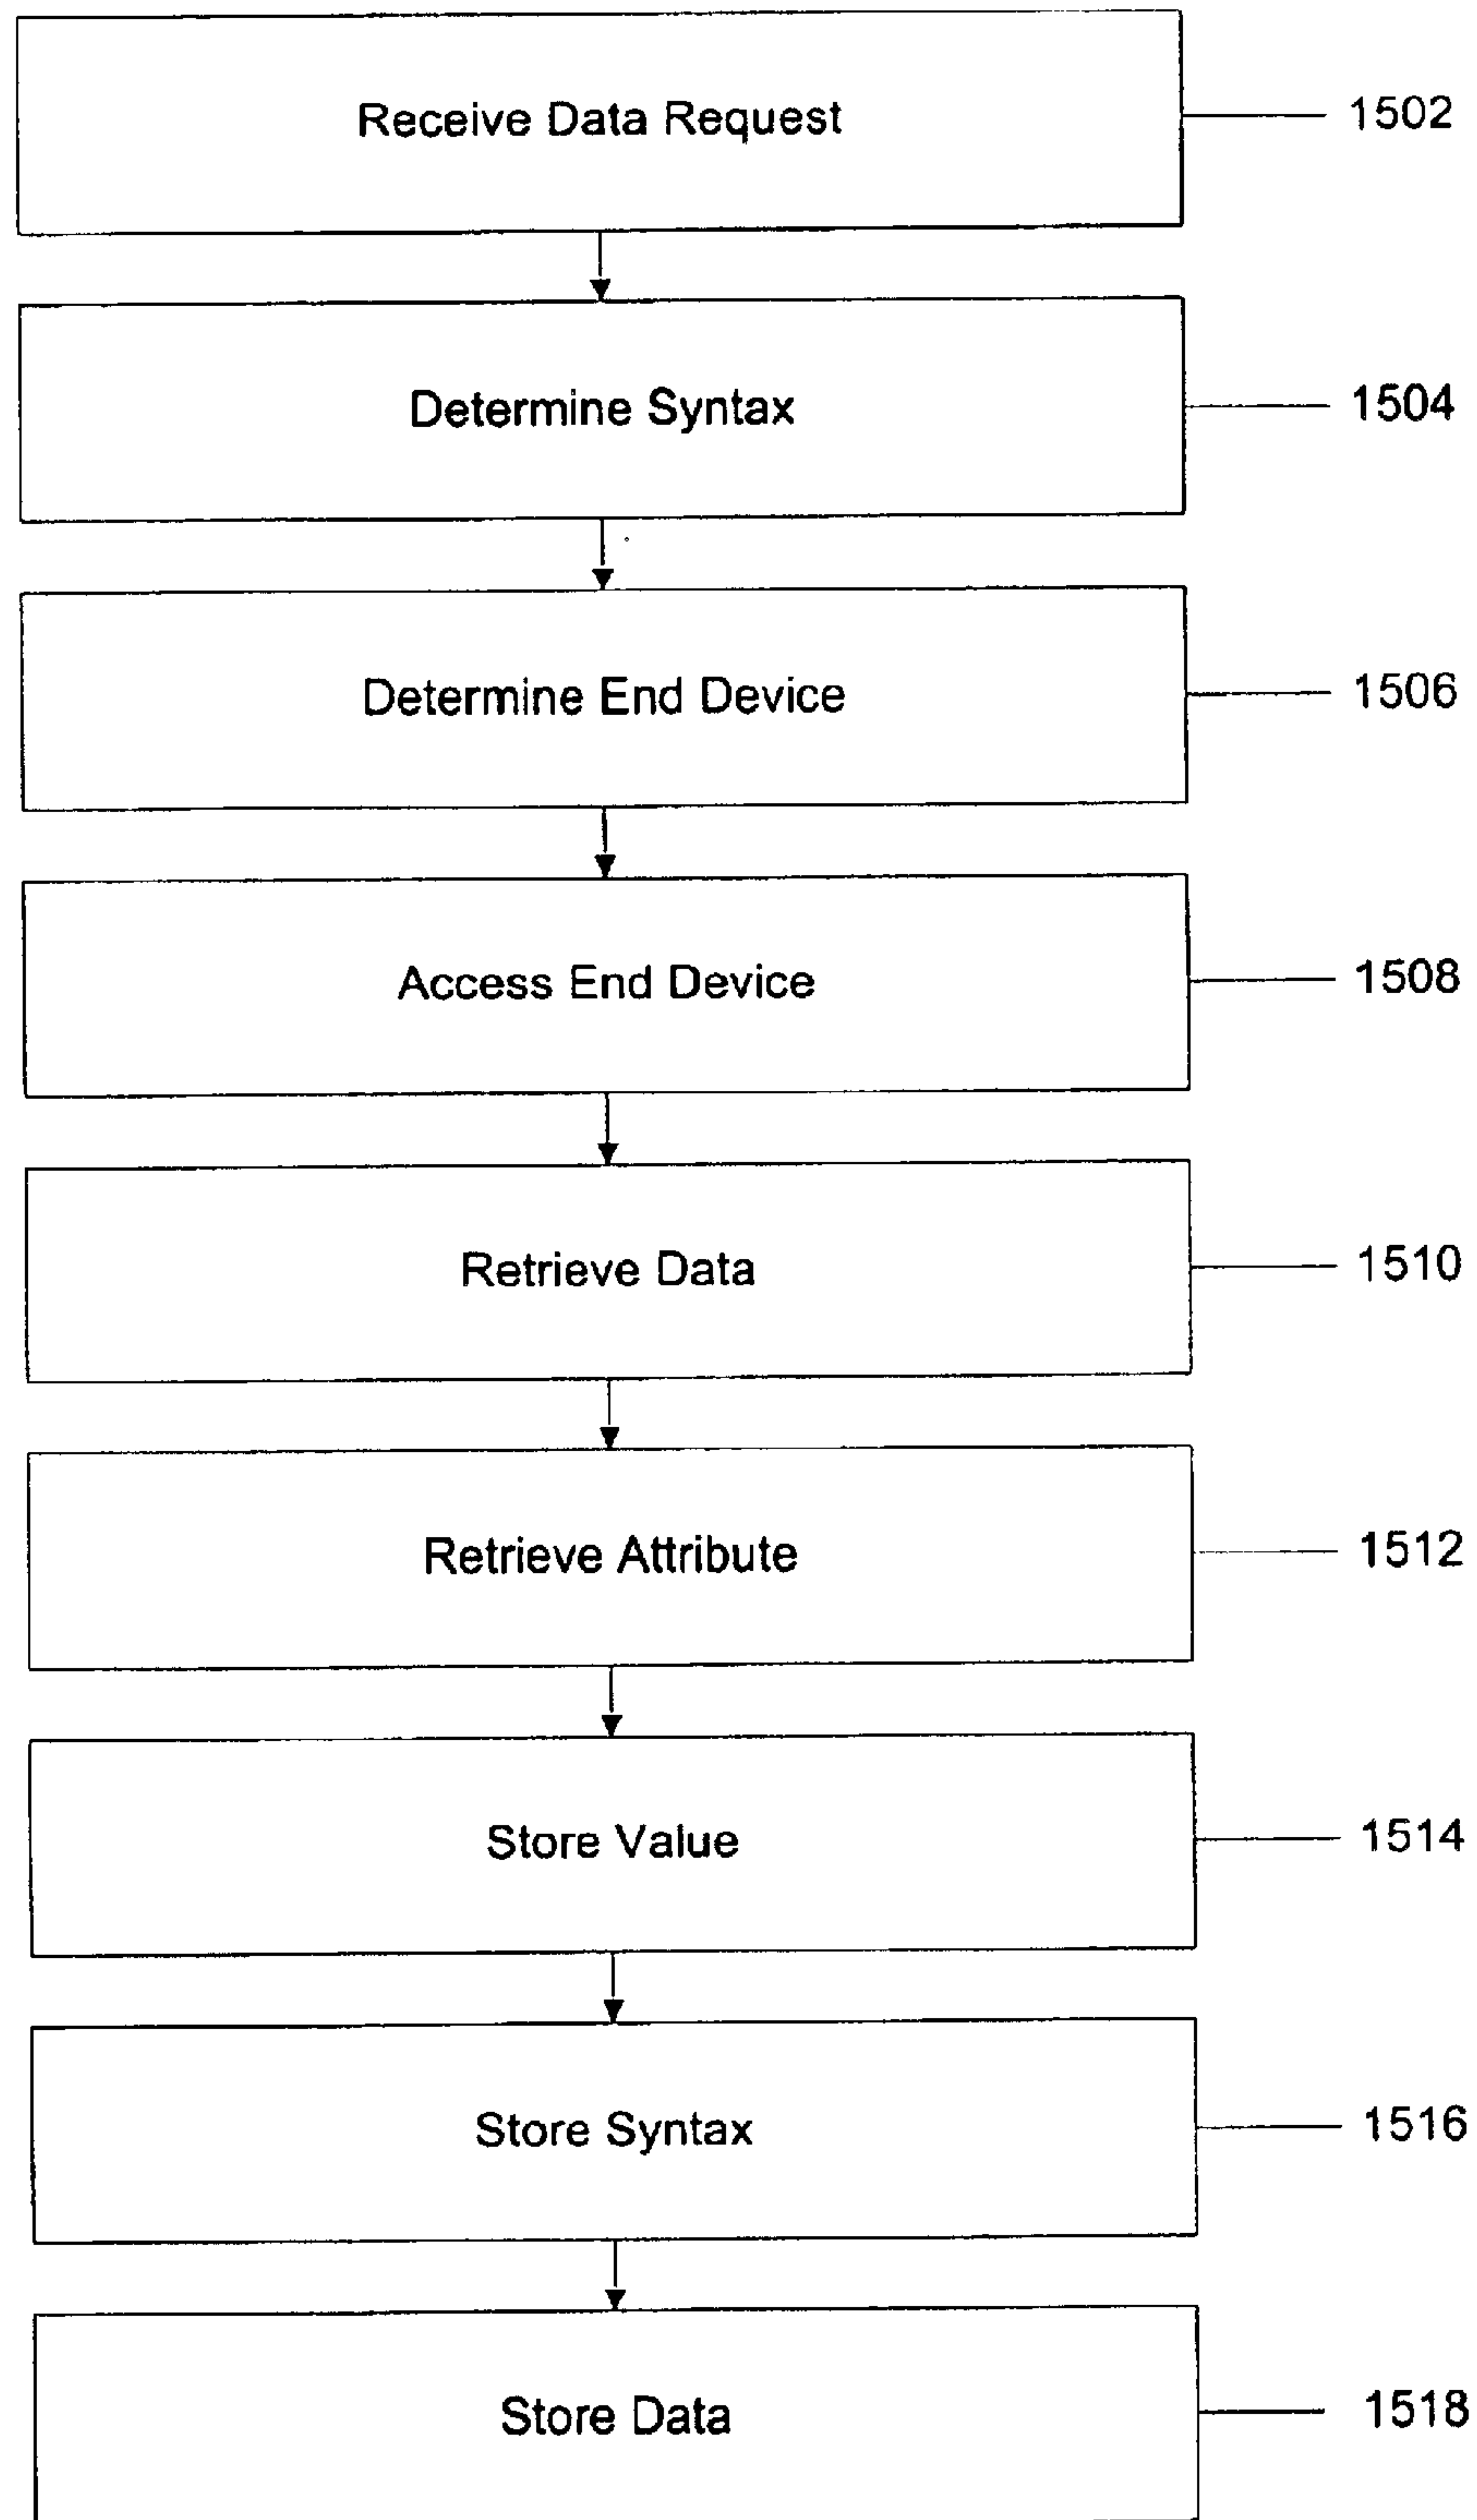 Receive Data Request 1502
Determine Syntax 1504
Determine End Device 1506
Access End Device 1508
Retrieve Data 1510
Retrieve Attribute 1512
Store Value 1514
Store Syntax 1516
Store Data 1518